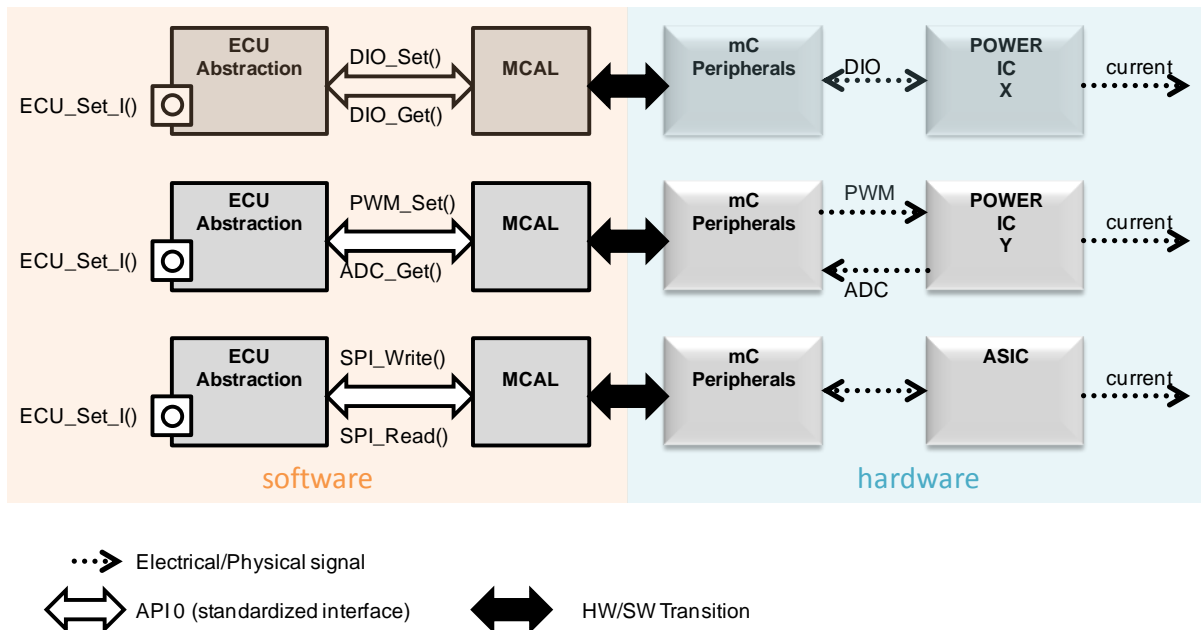 ECU
Abstraction
DIO_Set()
DIO_Get()
MCAL
mC
Peripherals
DIO
POWER
IC
X
current
ECU_Set_I()
ECU
Abstraction
PWM_Set()
ADC_Get()
MCAL
mC
Peripherals
PWM
ADC
POWER
IC
Y
current
ECU_Set_I()
ECU
Abstraction
SPI_Write()
SPI_Read()
MCAL
mC
Peripherals
ASIC
current
ECU_Set_I()
software
hardware
Electrical/Physical signal
API 0 (standardized interface)
HW/SW Transition